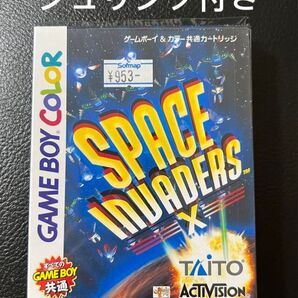 シュリンク付き
ゲームボーイ&カラー共通カートリッジ
Sofmap
¥953-
GAME BOY COLOR
SPACE
INVADERS
X
GAME BOY
共通
TAITO
ACTIVISION